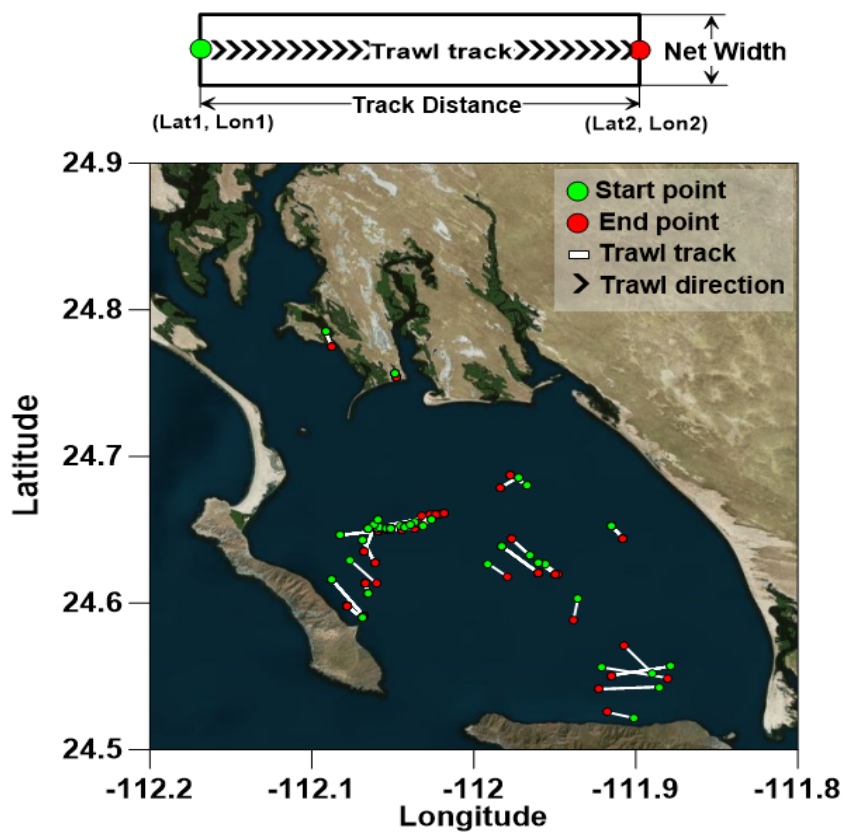 Trawl track
Net Width
Track Distance
(Lat1, Lon1)
(Lat2, Lon2)
24.9
Start point
End point
Trawl track
Trawl direction
24.8
24.7
24.6
24.5
Latitude
-112.2
-112.1
-112
-111.9
-111.8
Longitude